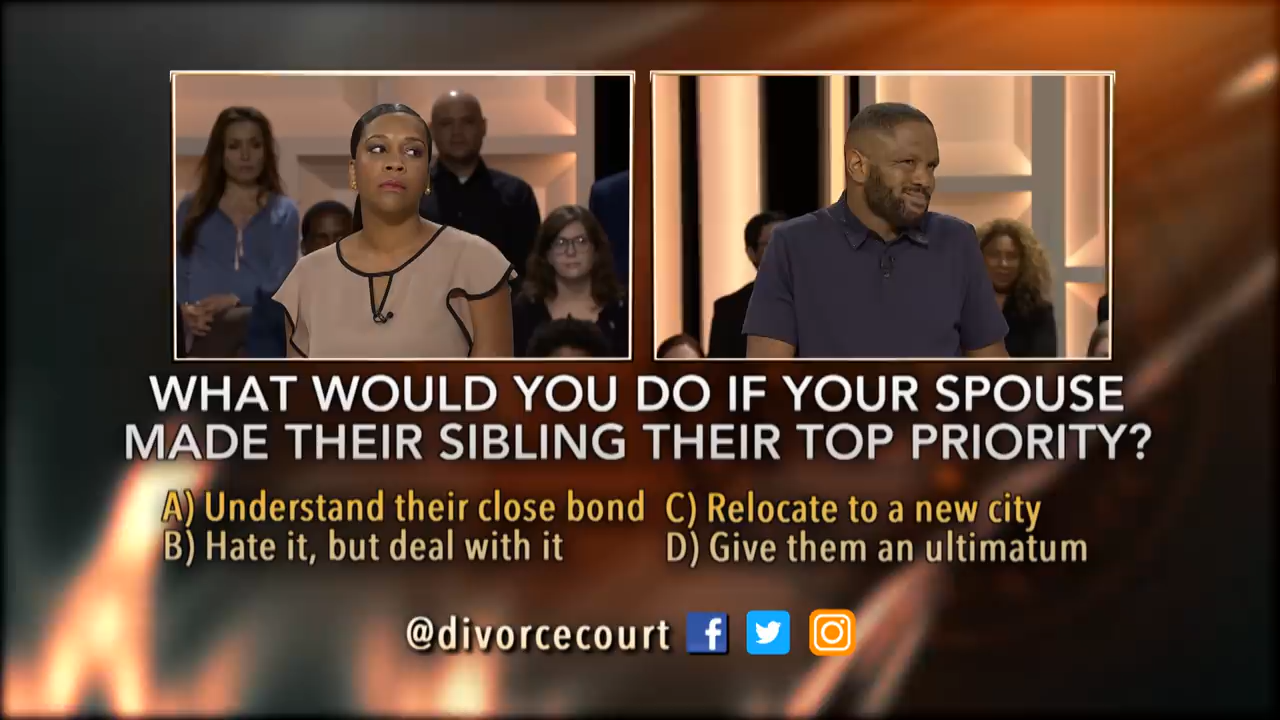 WHAT WOULD YOU DO IF YOUR SPOUSE
MADE THEIR SIBLING THEIR TOP PRIORITY?
A) Understand their close bond
B) Hate it, but deal with it
C) Relocate to a new city
D) Give them an ultimatum
@divorcecourt